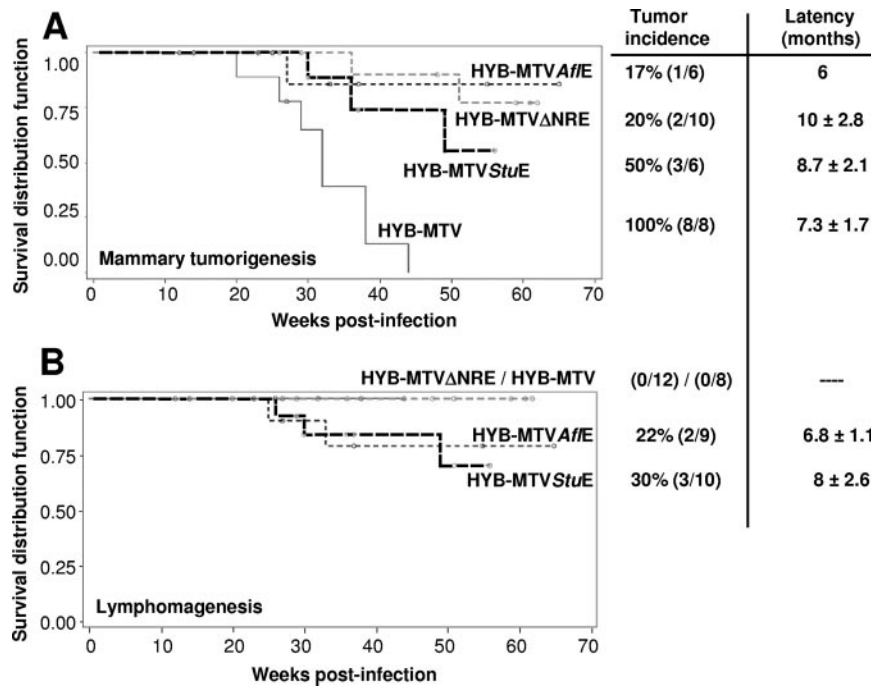 A
Tumor incidence
Latency (months)
Survival distribution function
1.00
0.75
0.50
0.25
0.00
HYB-MTVAflE
HYB-MTVΔNRE
HYB-MTVStuE
HYB-MTV
Mammary tumorigenesis
0 10 20 30 40 50 60 70
Weeks post-infection
17% (1/6) 6
20% (2/10) 10 ± 2.8
50% (3/6) 8.7 ± 2.1
100% (8/8) 7.3 ± 1.7
B
HYB-MTVΔNRE / HYB-MTV (0/12) / (0/8) ----
Survival distribution function
1.00
0.75
0.50
0.25
0.00
HYB-MTVAflE 22% (2/9) 6.8 ± 1.1
HYB-MTVStuE 30% (3/10) 8 ± 2.6
Lymphomagenesis
0 10 20 30 40 50 60 70
Weeks post-infection